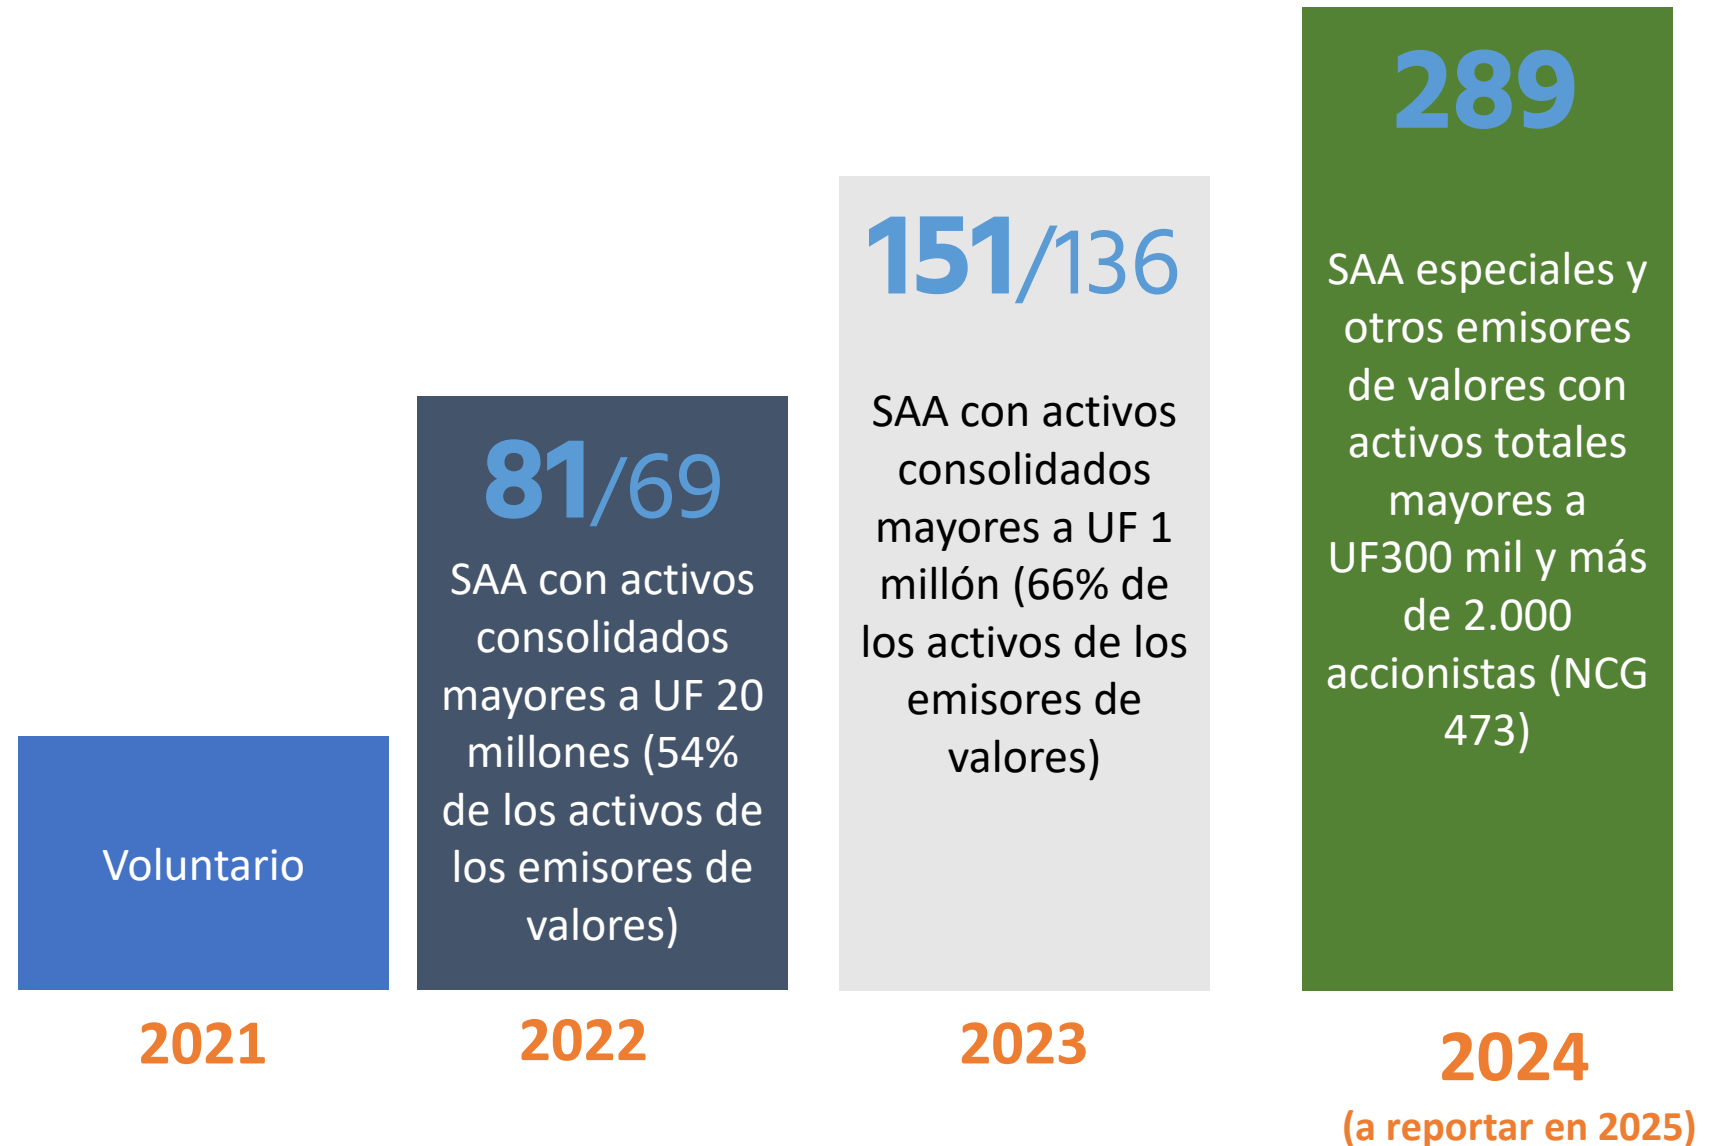 Voluntario
2021
81/69
SAA con activos
consolidados
mayores a UF 20
millones (54%
de los activos de
los emisores de
valores)
2022
151/136
SAA con activos
consolidados
mayores a UF 1
millón (66% de
los activos de los
emisores de
valores)
2023
289
SAA especiales y
otros emisores
de valores con
activos totales
mayores a
UF300 mil y más
de 2.000
accionistas (NCG
473)
2024
(a reportar en 2025)